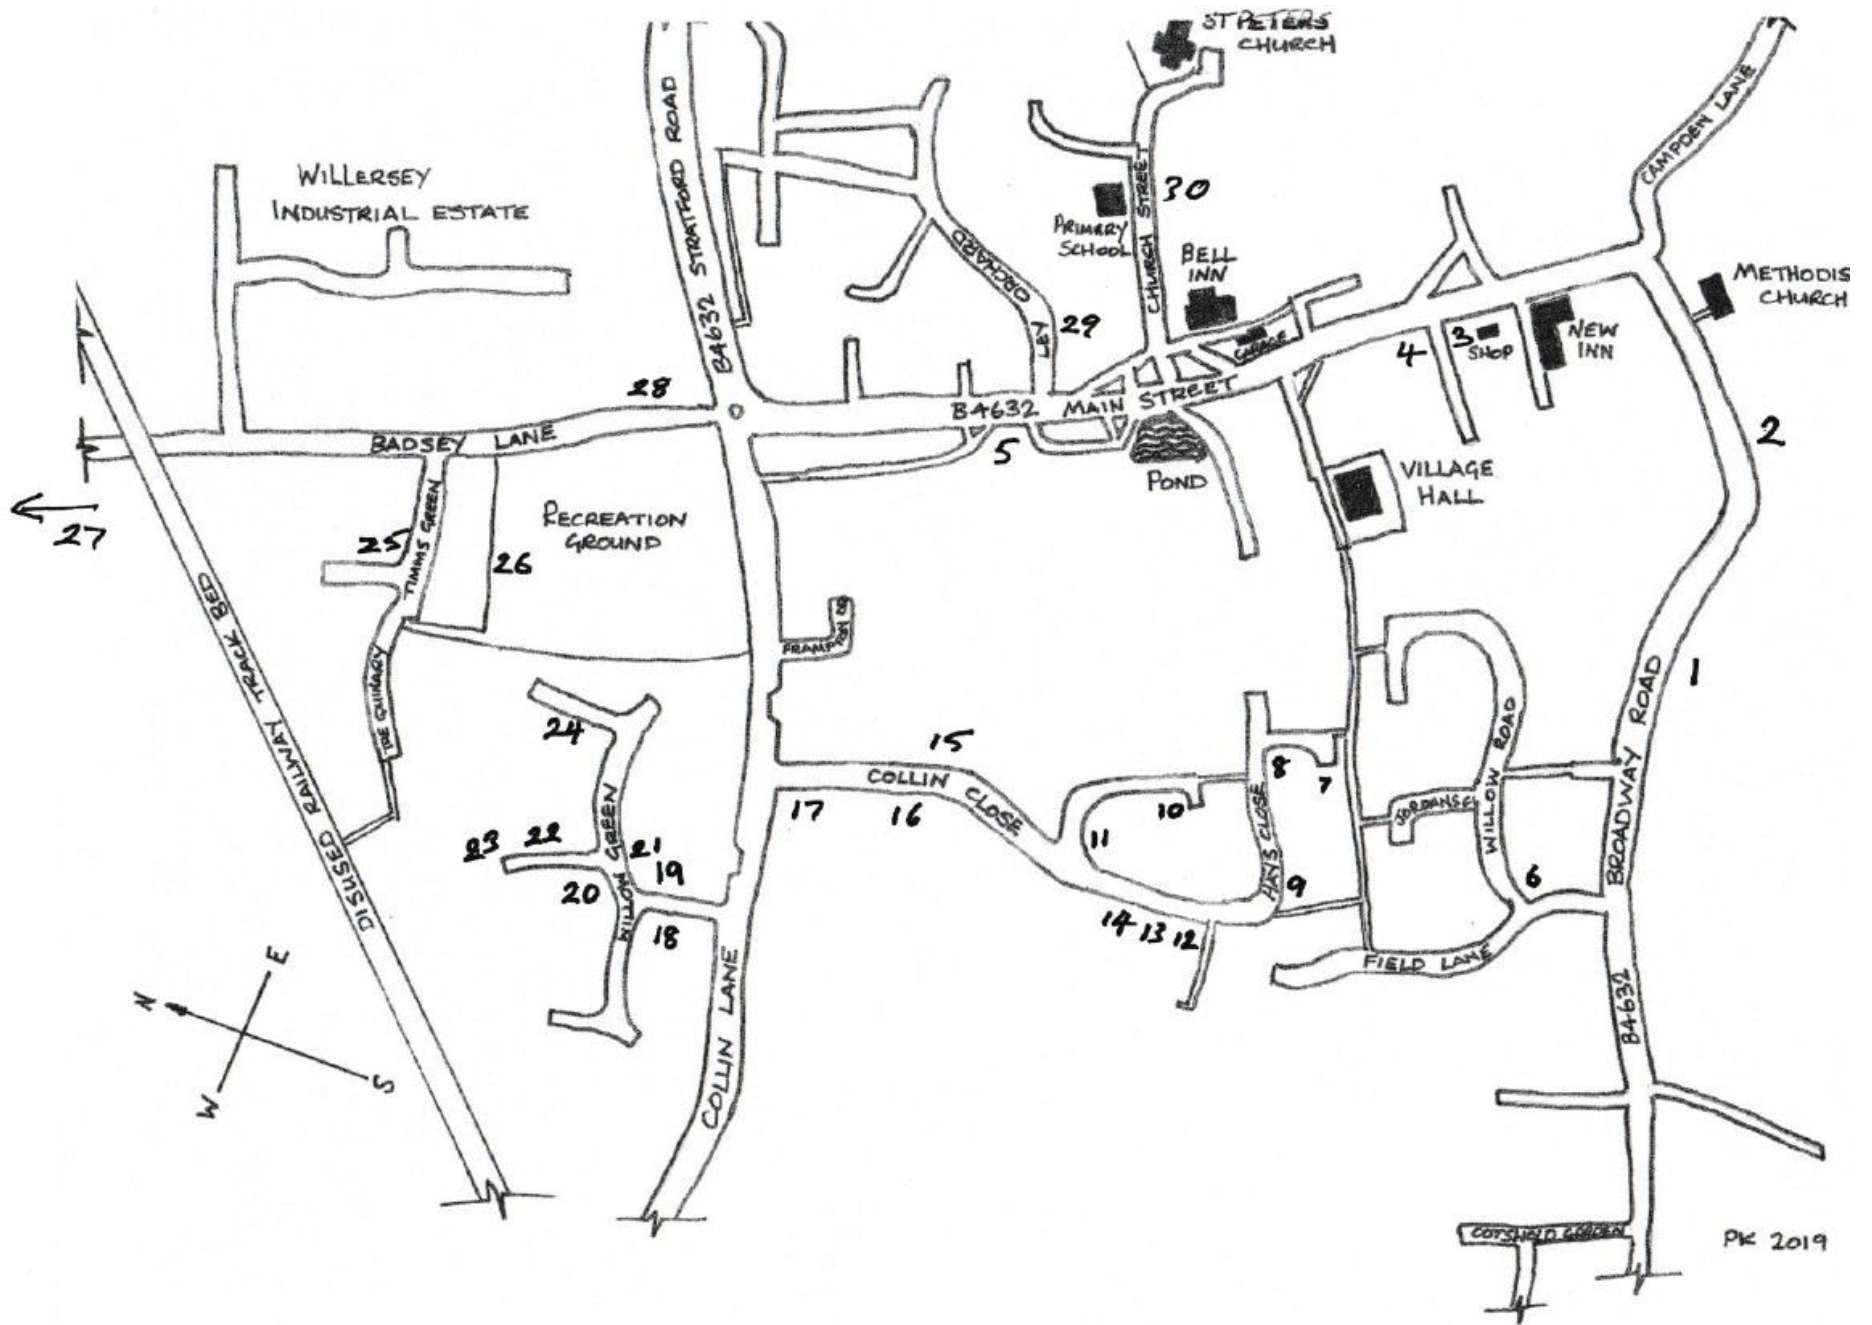 ST PETERS
CHURCH
CAMPDEN LANE
WILLERSEY
INDUSTRIAL ESTATE
B4632 STRATFORD ROAD
30
PRIMARY
SCHOOL
CHURCH STREET
BELL
INN
METHODIS
CHURCH
ORCHARD
LEY
29
GARAGE
4
3
SHOP
NEW
INN
28
B4632 MAIN STREET
2
BADSEY LANE
5
POND
VILLAGE
HALL
27
25
TIMMS GREEN
26
RECREATION
GROUND
DISUSED RAILWAY TRACK BED
WILLOW ROAD
BROADWAY ROAD
1
24
15
COLLIN CLOSE
8
7
17
16
10
11
HAYS CLOSE
23
22
WILLOW GREEN
21
19
20
9
6
18
14
13
12
FIELD LANE
COLLIN LANE
B4632
N
E
S
W
COTSWOLD GARDEN
PK 2019